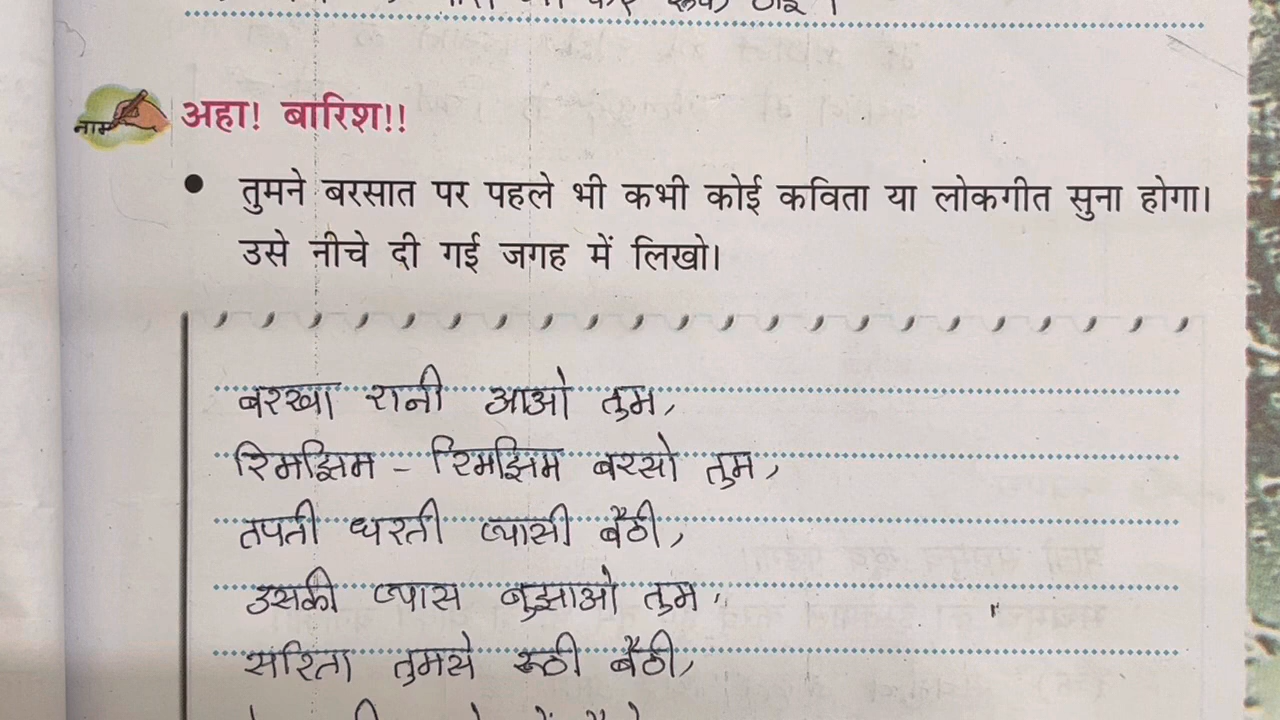 अहा! बारिश!!
तुमने बरसात पर पहले भी कभी कोई कविता या लोकगीत सुना होगा।
उसे नीचे दी गई जगह में लिखो।
बरखा रानी आओ तुम,
रिमझिम - रिमझिम बरसो तुम,
तपती धरती प्यासी बैठी,
उसकी प्यास बुझाओ तुम,
सरिता तुमसे रूठी बैठी,